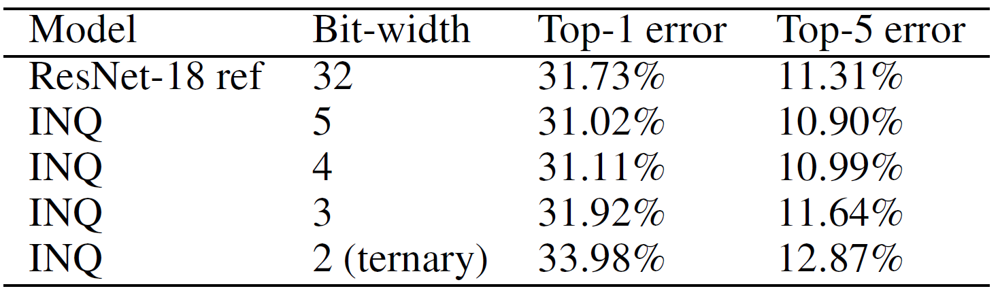 Model Bit-width Top-1 error Top-5 error
ResNet-18 ref 32 31.73% 11.31%
INQ 5 31.02% 10.90%
INQ 4 31.11% 10.99%
INQ 3 31.92% 11.64%
INQ 2 (ternary) 33.98% 12.87%